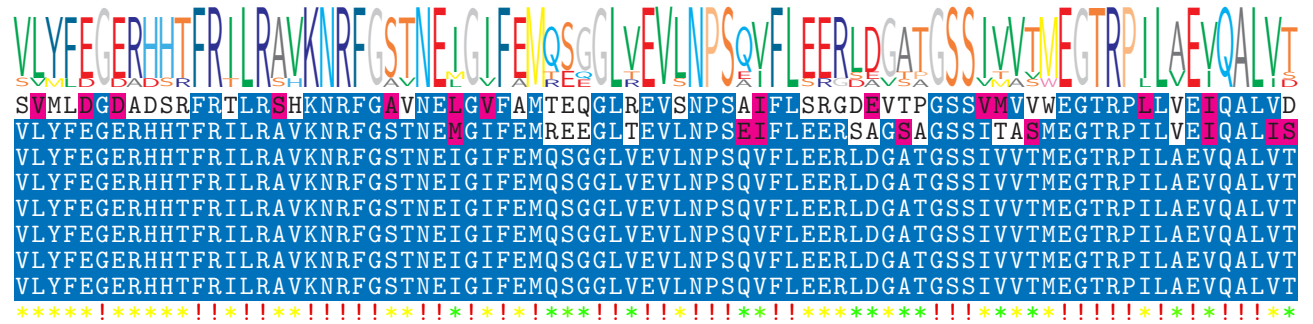 VLYFEGERHHTFRILRAVKNRFGSTNEIGIFEMQSGGLVEVLNPSQVFLEERLDGATGSSIVVTMEGTRPILAEVQALVT
SVMLDGDADSRFRTLRSHKNRFGAVNELGVFAMTEQGLREVSNPSAIFLSRGDEVTPGSSVMVVWEGTRPLLVEIQALVD
VLYFEGERHHTFRILRAVKNRFGSTNEMGIFEMREEGLTEVLNPSEIFLEERSAGSAGSSITASMEGTRPILVEIQALIS
VLYFEGERHHTFRILRAVKNRFGSTNEIGIFEMQSGGLVEVLNPSQVFLEERLDGATGSSIVVTMEGTRPILAEVQALVT
VLYFEGERHHTFRILRAVKNRFGSTNEIGIFEMQSGGLVEVLNPSQVFLEERLDGATGSSIVVTMEGTRPILAEVQALVT
VLYFEGERHHTFRILRAVKNRFGSTNEIGIFEMQSGGLVEVLNPSQVFLEERLDGATGSSIVVTMEGTRPILAEVQALVT
VLYFEGERHHTFRILRAVKNRFGSTNEIGIFEMQSGGLVEVLNPSQVFLEERLDGATGSSIVVTMEGTRPILAEVQALVT
VLYFEGERHHTFRILRAVKNRFGSTNEIGIFEMQSGGLVEVLNPSQVFLEERLDGATGSSIVVTMEGTRPILAEVQALVT
VLYFEGERHHTFRILRAVKNRFGSTNEIGIFEMQSGGLVEVLNPSQVFLEERLDGATGSSIVVTMEGTRPILAEVQALVT
*****!*****!!*!!**!!!!!**!!*!*!*!***!!*!!*!!!**!!********!!!*****!!!!!*!*!*!!!**